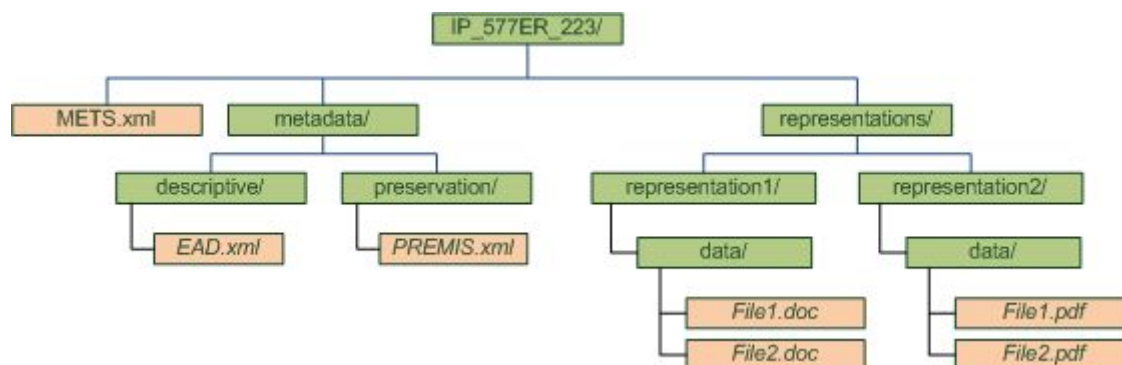 IP_577ER_223/
METS.xml
metadata/
representations/
descriptive/
preservation/
representation1/
representation2/
EAD.xml
PREMIS.xml
data/
data/
File1.doc
File1.pdf
File2.doc
File2.pdf